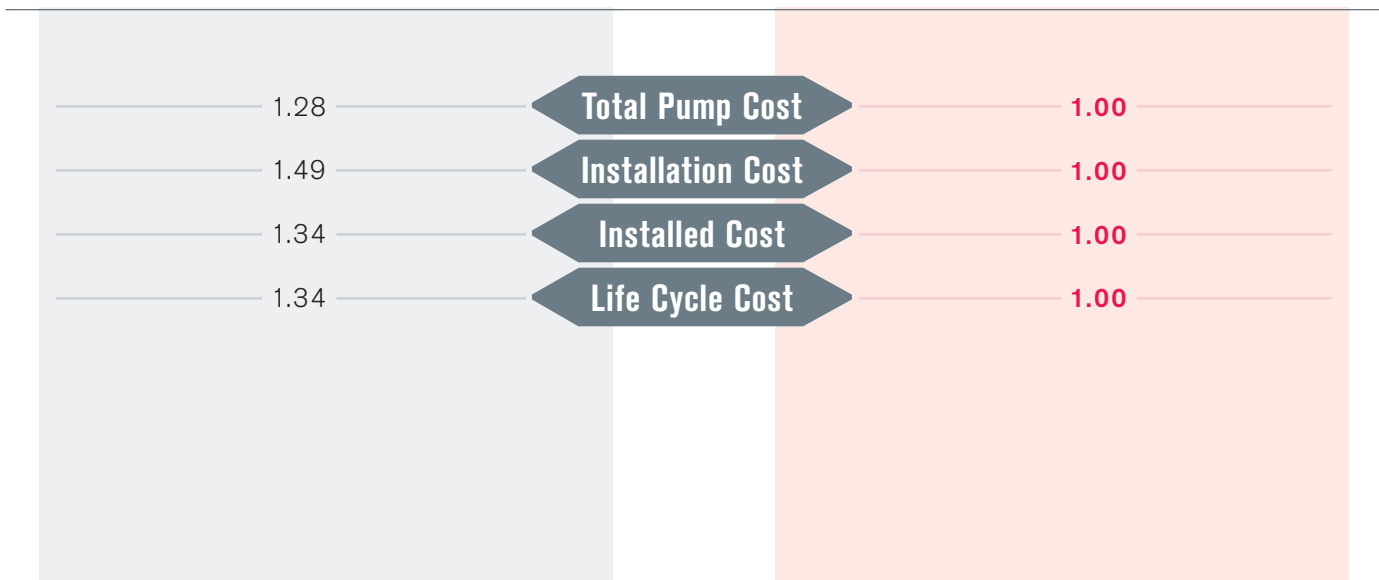 1.28 Total Pump Cost 1.00
1.49 Installation Cost 1.00
1.34 Installed Cost 1.00
1.34 Life Cycle Cost 1.00